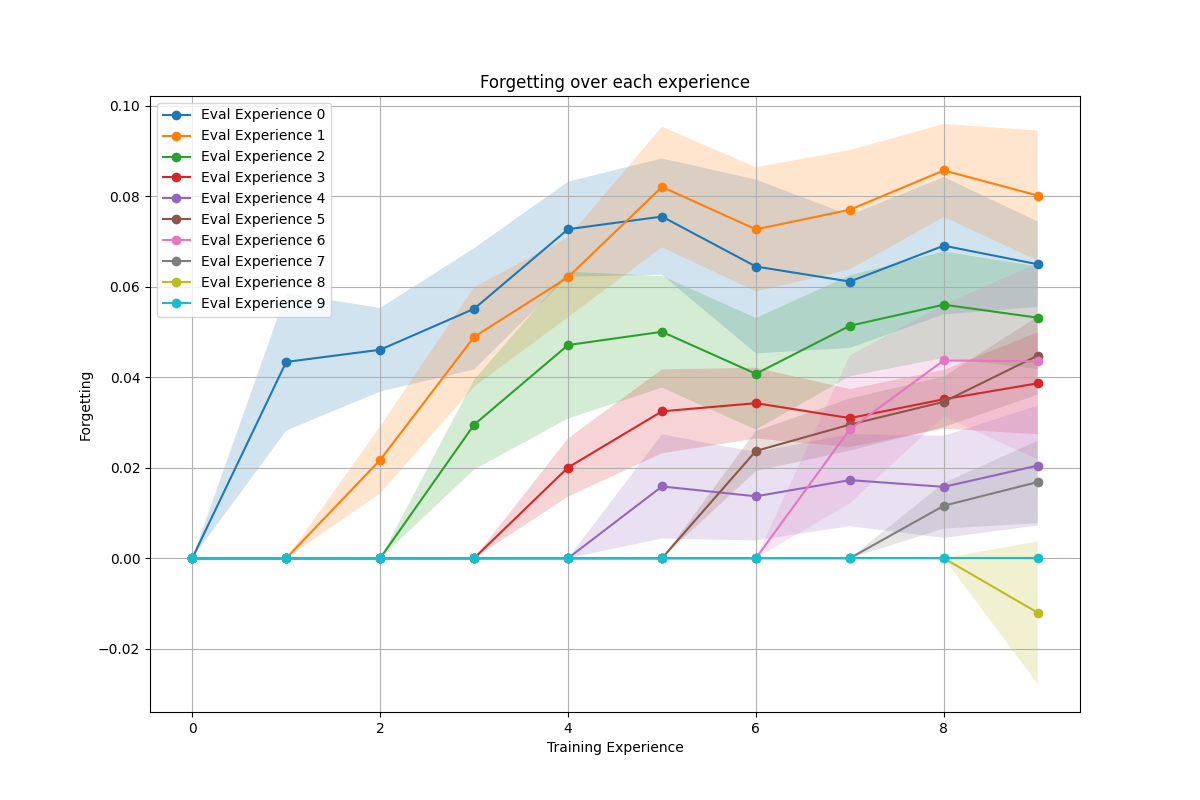 Forgetting over each experience
0.10
0.08
0.06
0.04
0.02
0.00
−0.02
Forgetting
Eval Experience 0
Eval Experience 1
Eval Experience 2
Eval Experience 3
Eval Experience 4
Eval Experience 5
Eval Experience 6
Eval Experience 7
Eval Experience 8
Eval Experience 9
0 2 4 6 8
Training Experience